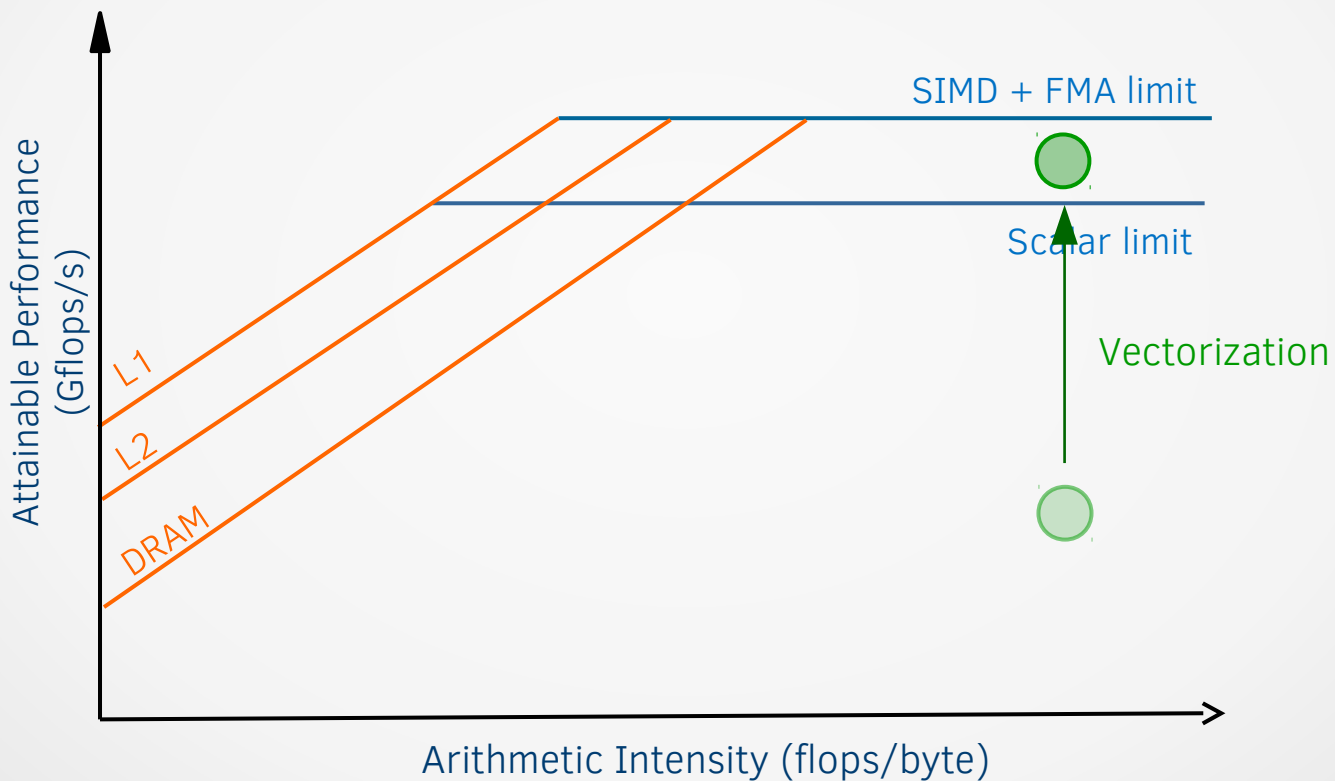 SIMD + FMA limit
Scalar limit
Vectorization
L1
L2
DRAM
Attainable Performance
(Gflops/s)
Arithmetic Intensity (flops/byte)